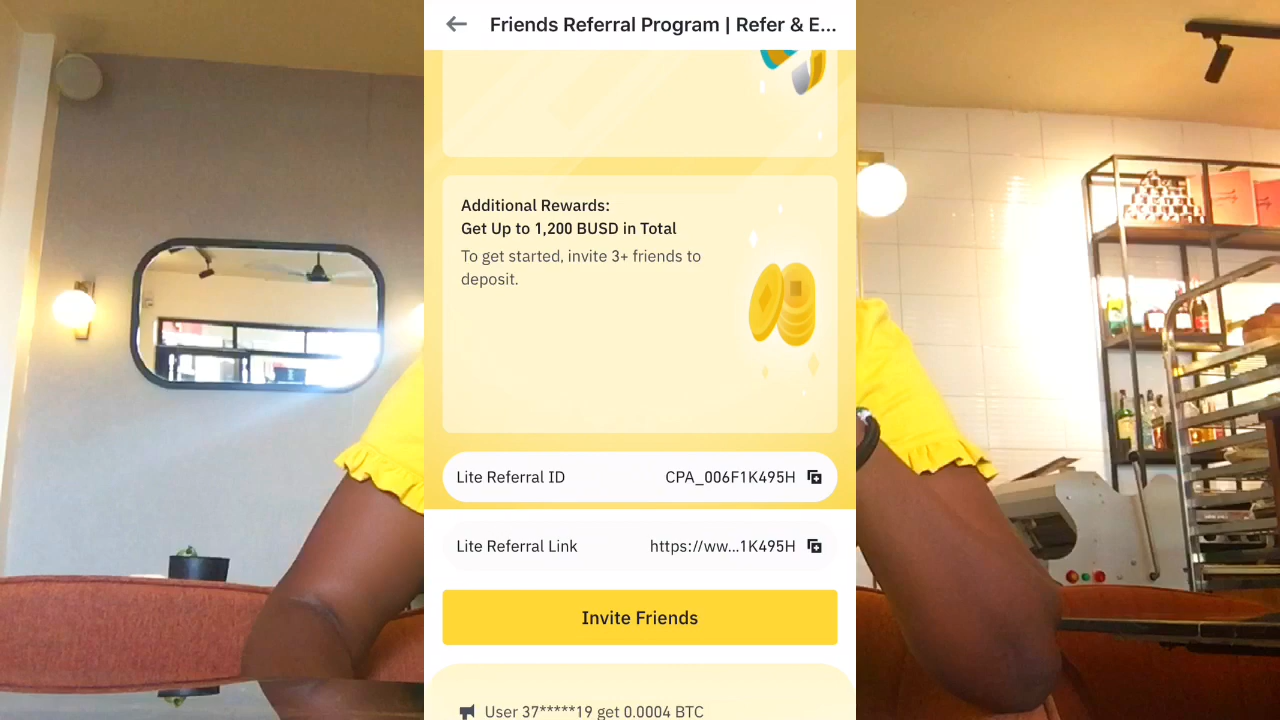 Friends Referral Program | Refer & E...
Additional Rewards:
Get Up to 1,200 BUSD in Total
To get started, invite 3+ friends to
deposit.
Lite Referral ID CPA_006F1K495H
Lite Referral Link https://ww...1K495H
Invite Friends
User 37*****19 get 0.0004 BTC